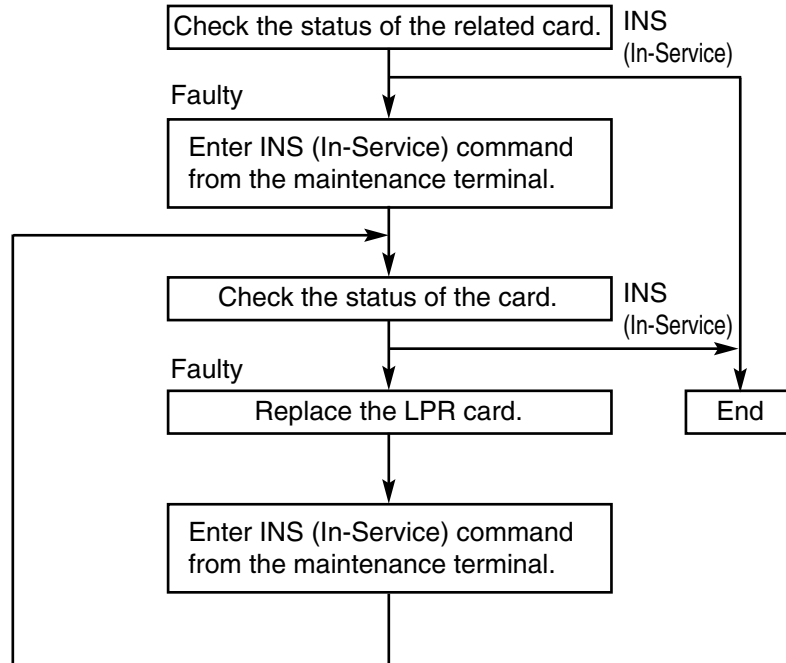 Check the status of the related card.
INS
(In-Service)
Faulty
Enter INS (In-Service) command
from the maintenance terminal.
Check the status of the card.
INS
(In-Service)
Faulty
Replace the LPR card.
End
Enter INS (In-Service) command
from the maintenance terminal.